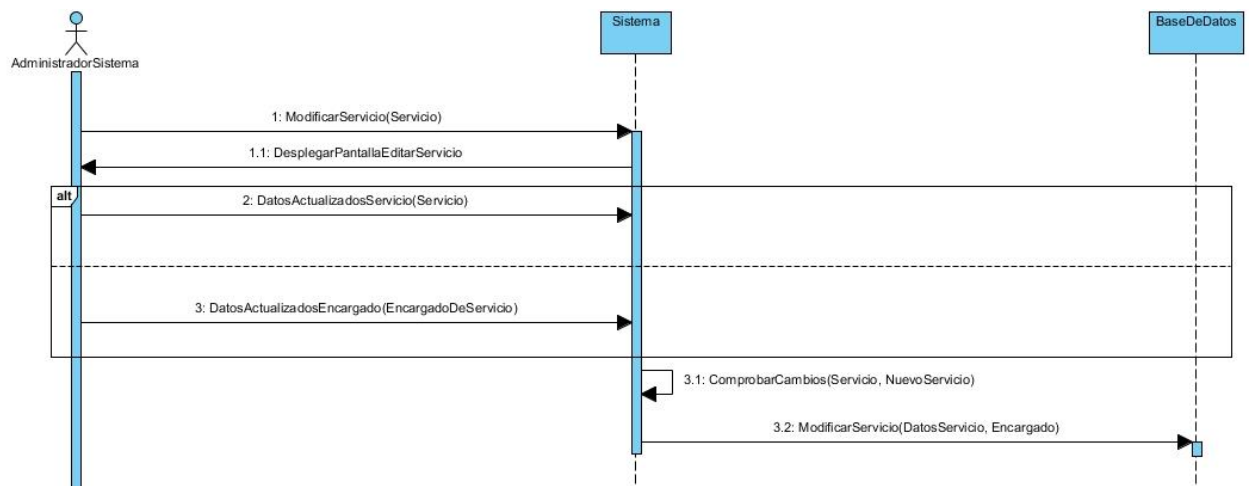 Sistema
BaseDeDatos
AdministradorSistema
1: ModificarServicio(Servicio)
1.1: DesplegarPantallaEditarServicio
alt
2: DatosActualizadosServicio(Servicio)
3: DatosActualizadosEncargado(EncargadoDeServicio)
3.1: ComprobarCambios(Servicio, NuevoServicio)
3.2: ModificarServicio(DatosServicio, Encargado)